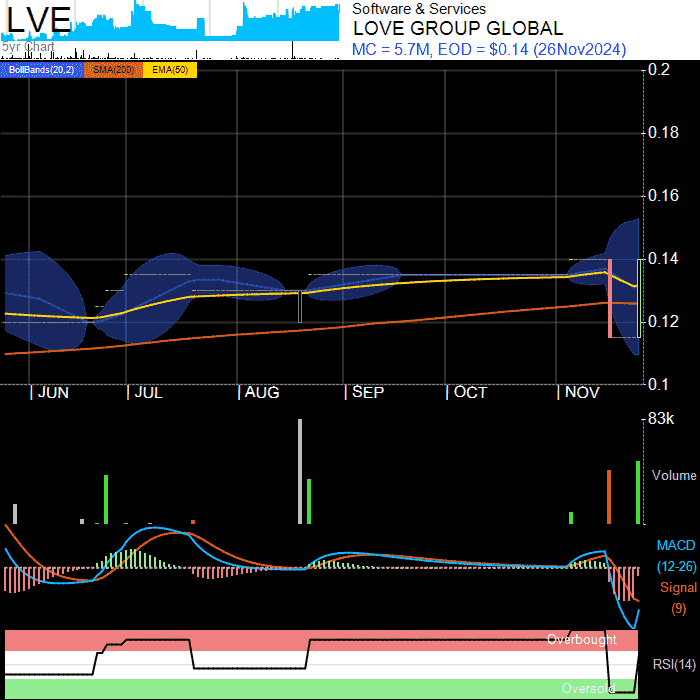 LVE
Software & Services
LOVE GROUP GLOBAL
5yr Chart
MC = 5.7M, EOD = $0.14 (26Nov2024)
BollBands(20,2) SMA(200) EMA(50)
0.2
0.18
0.16
0.14
0.12
0.1
JUN JUL AUG SEP OCT NOV
83k
Volume
MACD
(12-26)
Signal
(9)
Overbought
RSI(14)
Oversold